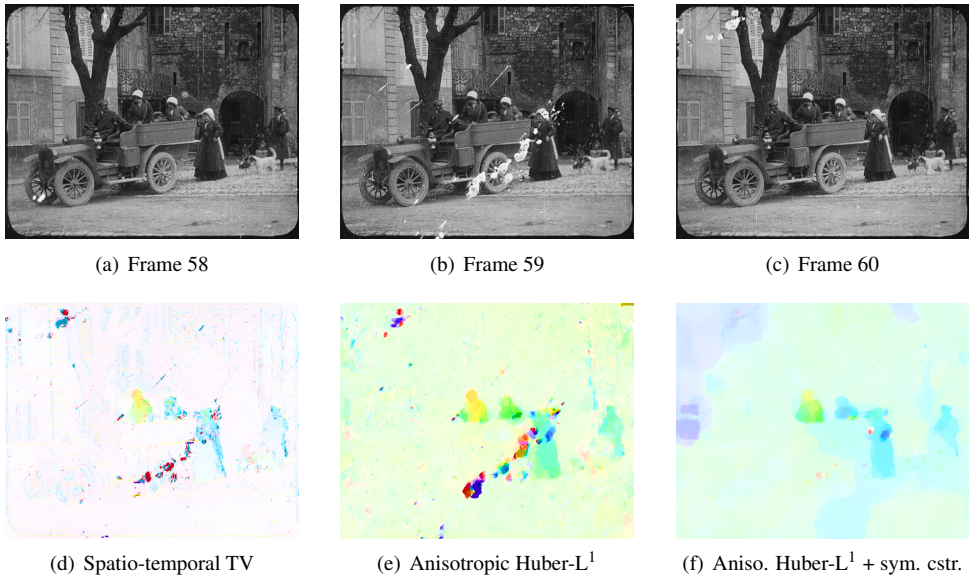 (a) Frame 58
(b) Frame 59
(c) Frame 60
(d) Spatio-temporal TV
(e) Anisotropic Huber-L¹
(f) Aniso. Huber-L¹ + sym. cstr.